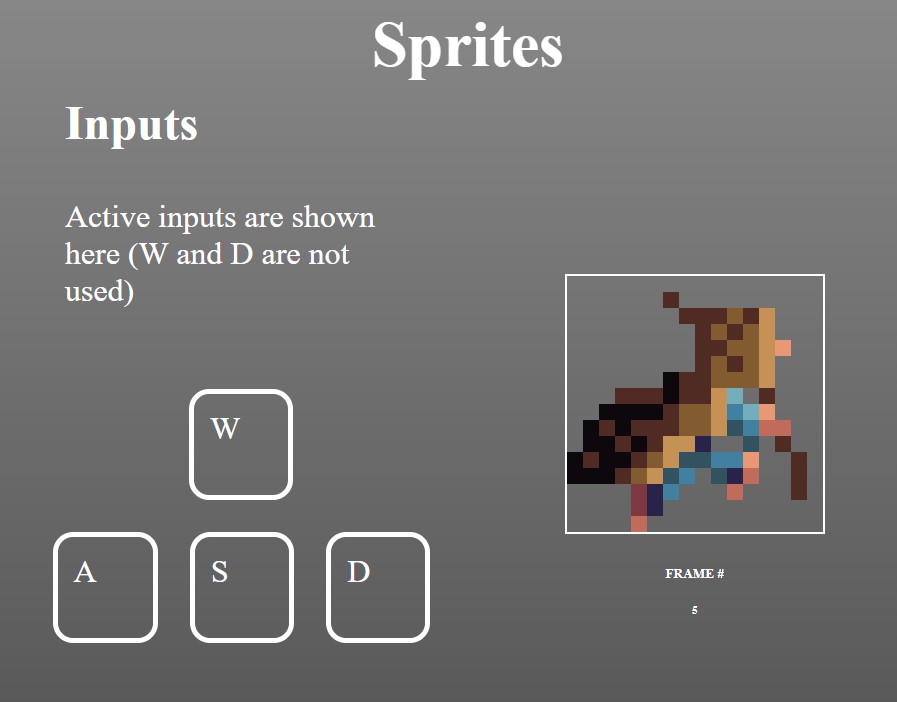 Sprites
Inputs
Active inputs are shown
here (W and D are not
used)
W
A S D
FRAME #
5